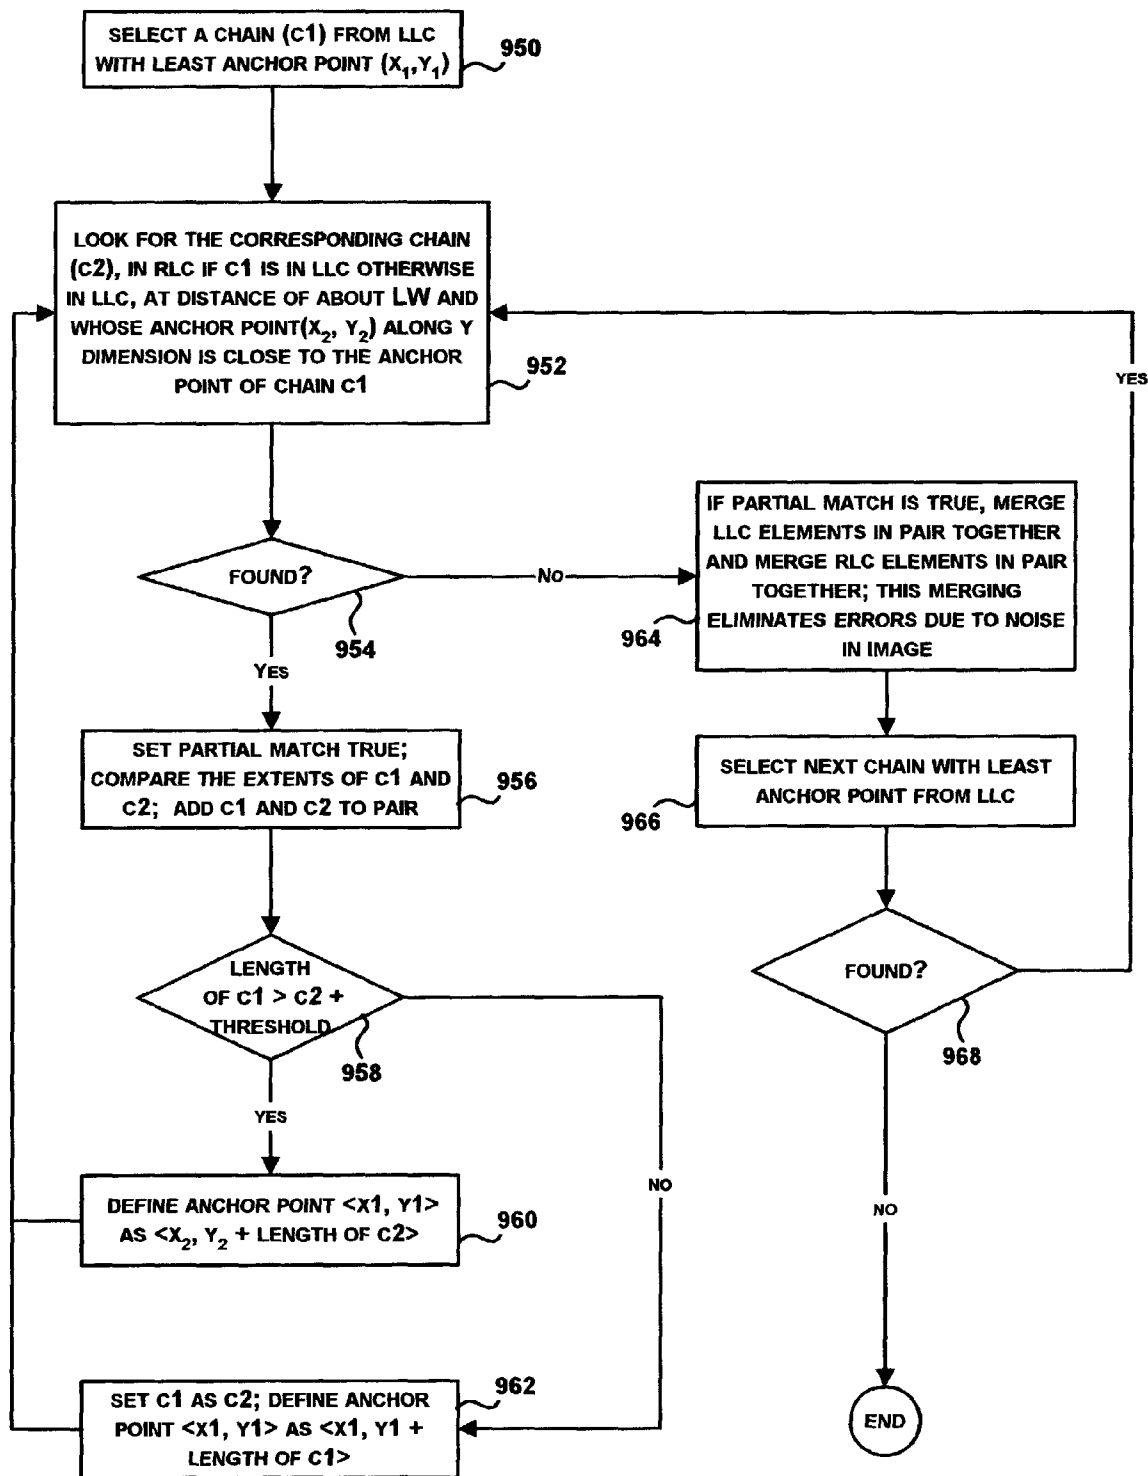 SELECT A CHAIN (C1) FROM LLC
WITH LEAST ANCHOR POINT (X1,Y1)
950
LOOK FOR THE CORRESPONDING CHAIN
(C2), IN RLC IF C1 IS IN LLC OTHERWISE
IN LLC, AT DISTANCE OF ABOUT LW AND
WHOSE ANCHOR POINT(X2, Y2) ALONG Y
DIMENSION IS CLOSE TO THE ANCHOR
POINT OF CHAIN C1
952
YES
FOUND?
954
NO
YES
IF PARTIAL MATCH IS TRUE, MERGE
LLC ELEMENTS IN PAIR TOGETHER
AND MERGE RLC ELEMENTS IN PAIR
TOGETHER; THIS MERGING
ELIMINATES ERRORS DUE TO NOISE
IN IMAGE
964
SET PARTIAL MATCH TRUE;
COMPARE THE EXTENTS OF C1 AND
C2; ADD C1 AND C2 TO PAIR
956
SELECT NEXT CHAIN WITH LEAST
ANCHOR POINT FROM LLC
966
LENGTH
OF C1 > C2 +
THRESHOLD
958
YES
NO
FOUND?
968
NO
DEFINE ANCHOR POINT <X1, Y1>
AS <X2, Y2 + LENGTH OF C2>
960
SET C1 AS C2; DEFINE ANCHOR
POINT <X1, Y1> AS <X1, Y1 +
LENGTH OF C1>
962
END